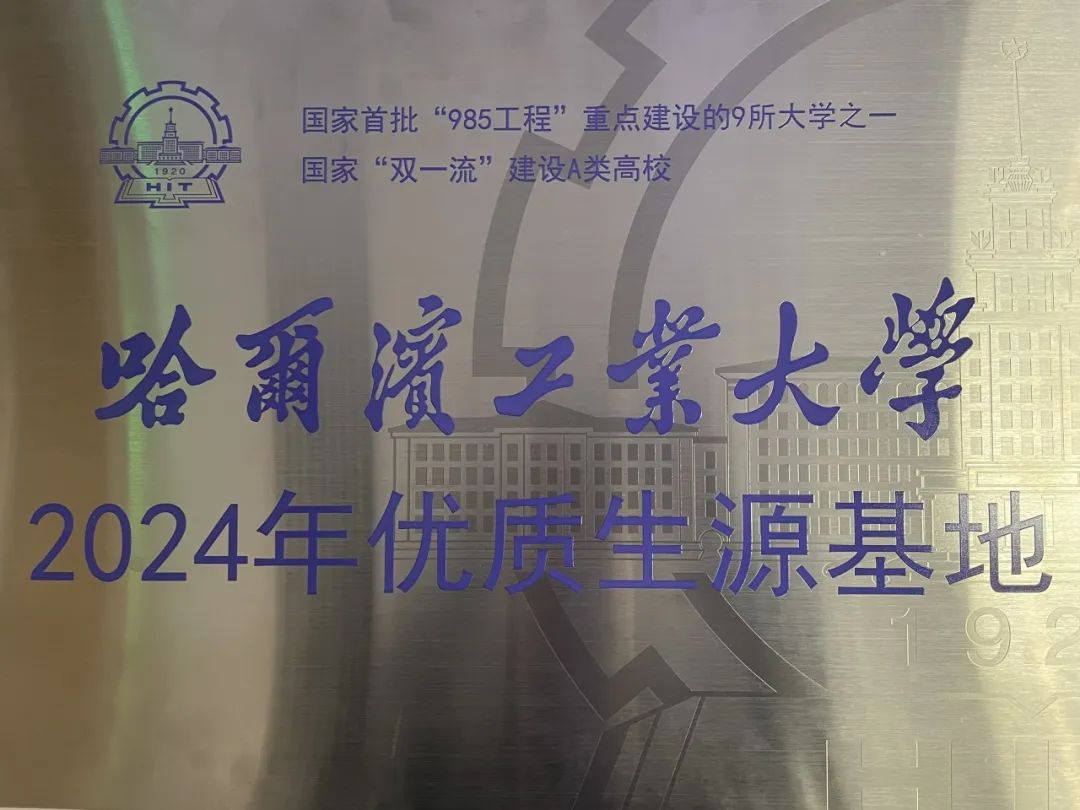 国家首批“985工程”重点建设的9所大学之一
国家“双一流”建设A类高校
1920
HIT
哈爾濱工業大學
2024年优质生源基地
192
HI